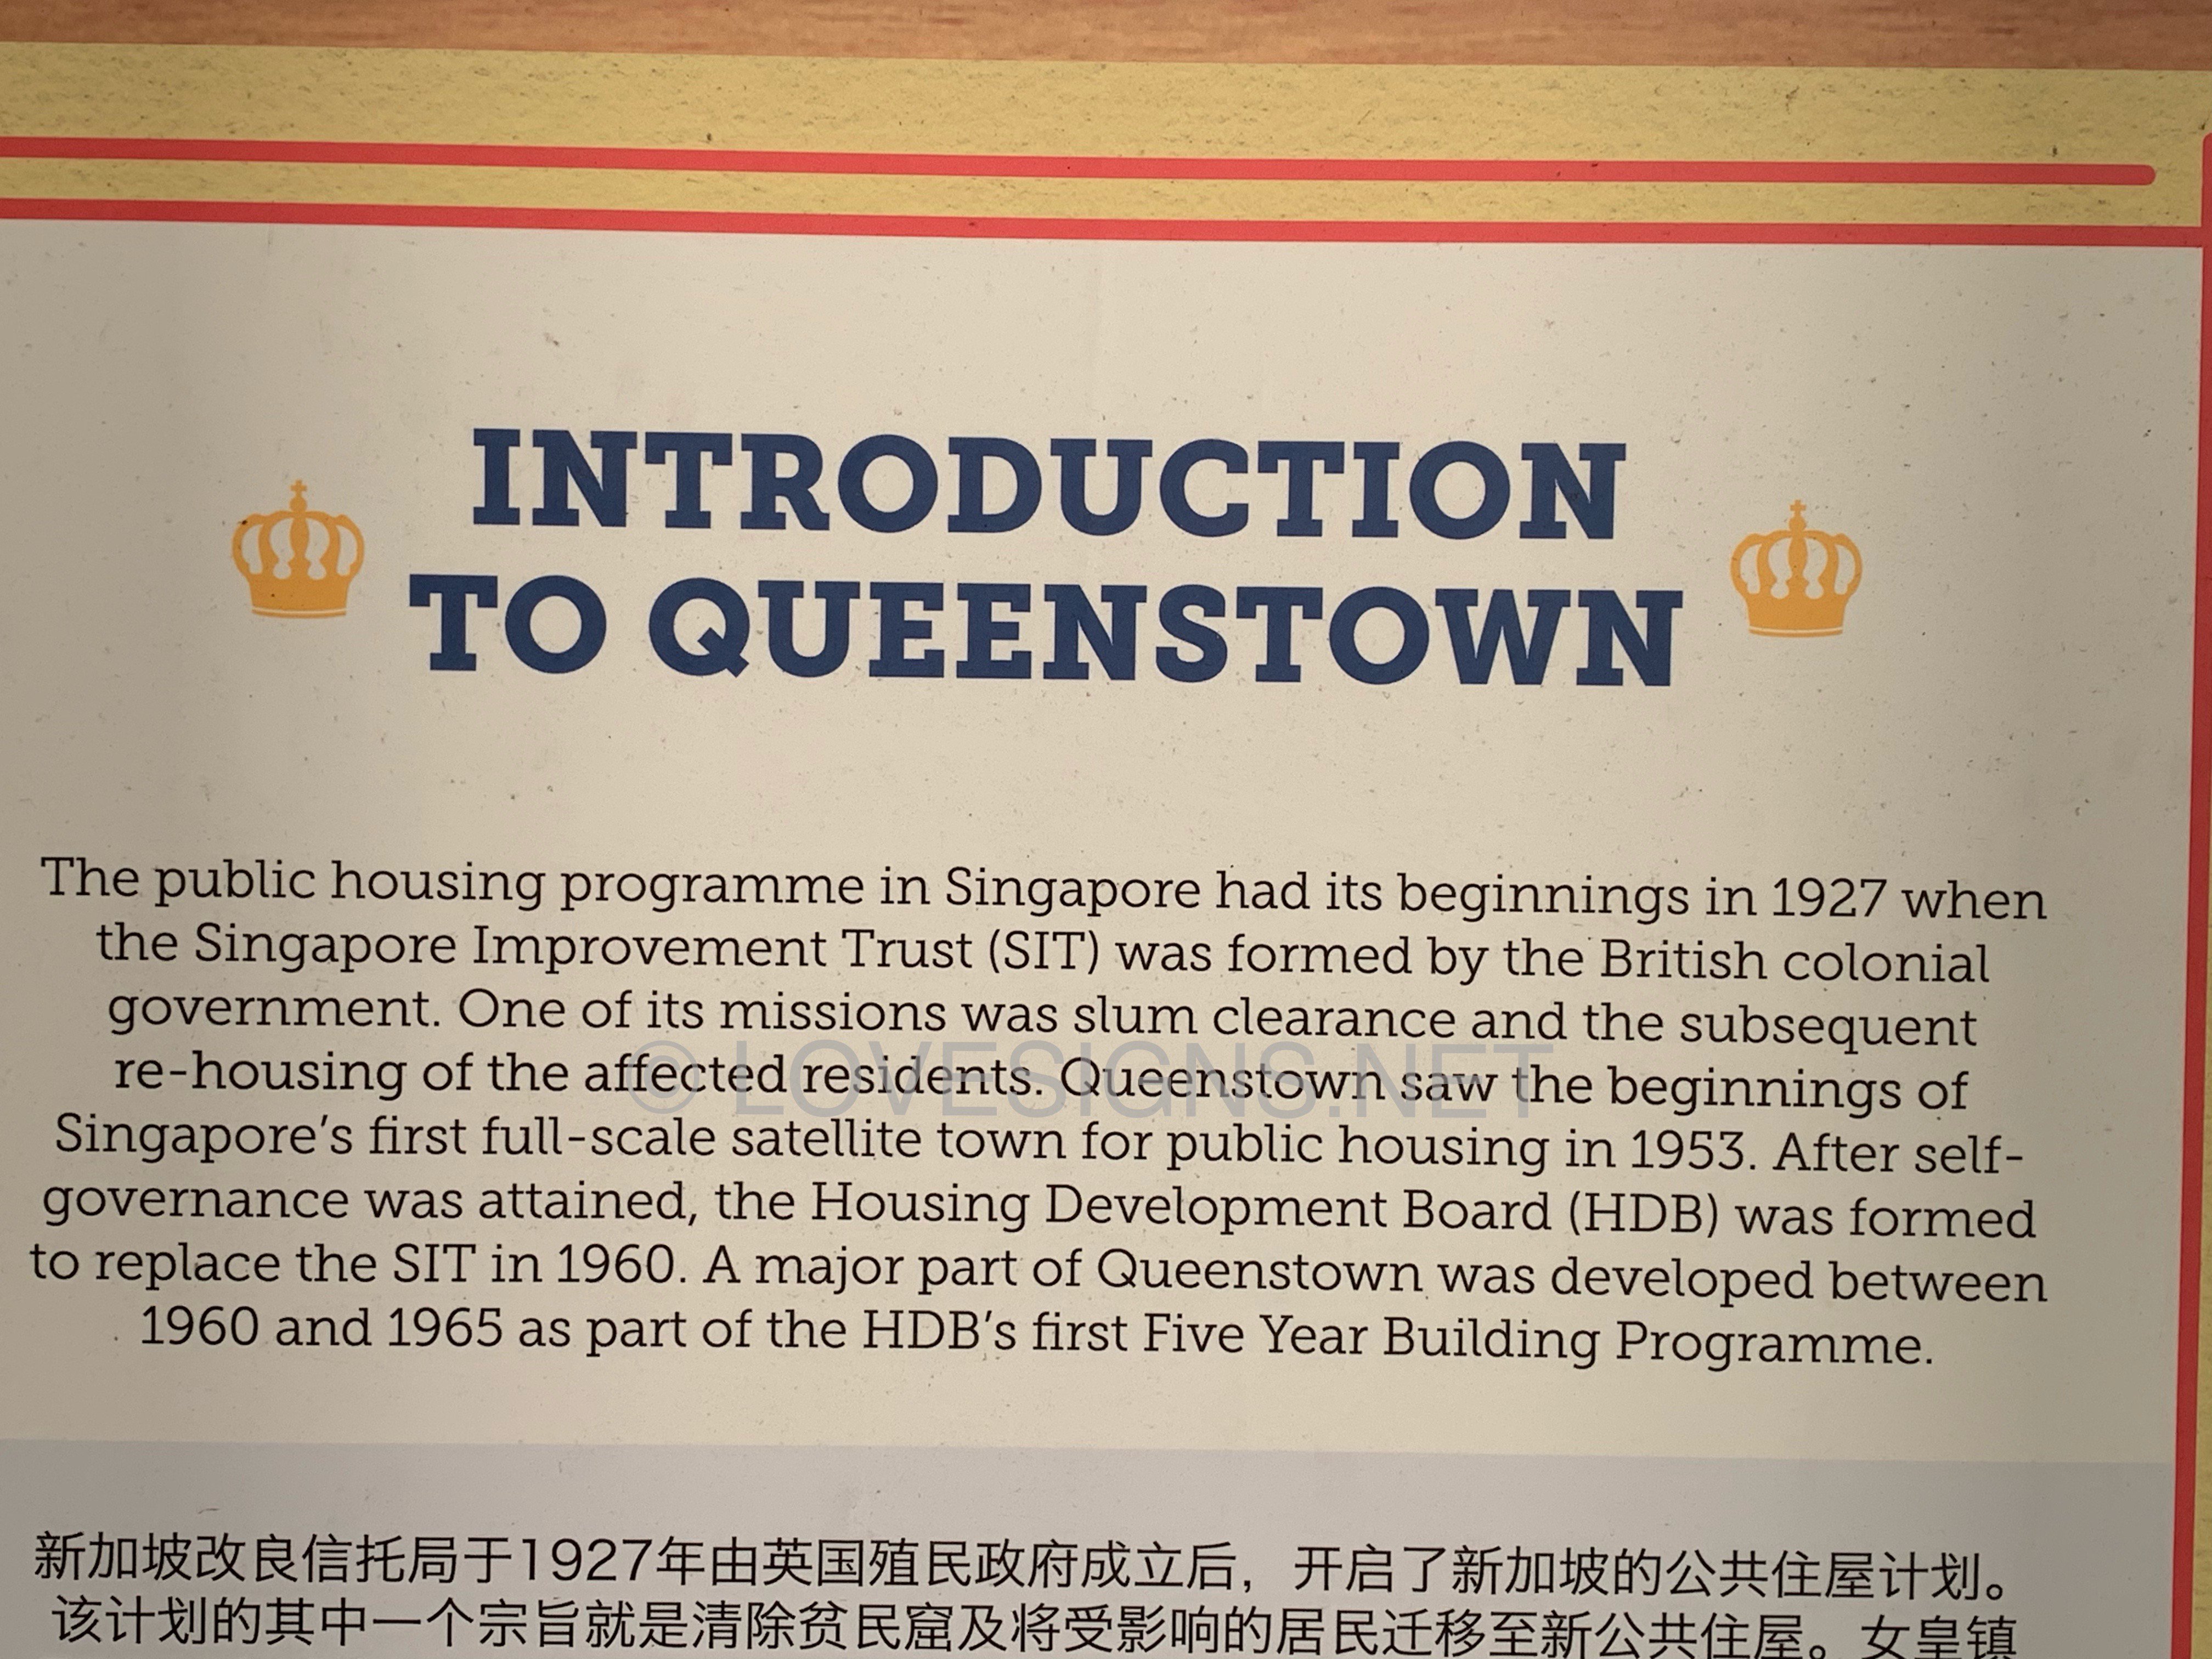 INTRODUCTION
TO QUEENSTOWN
The public housing programme in Singapore had its beginnings in 1927 when
the Singapore Improvement Trust (SIT) was formed by the British colonial
government. One of its missions was slum clearance and the subsequent
re-housing of the affected residents. Queenstown saw the beginnings of
© LOVESIGNS.NET
Singapore's first full-scale satellite town for public housing in 1953. After self-
governance was attained, the Housing Development Board (HDB) was formed
to replace the SIT in 1960. A major part of Queenstown was developed between
1960 and 1965 as part of the HDB's first Five Year Building Programme.
新加坡改良信托局于1927年由英国殖民政府成立后，开启了新加坡的公共住屋计划。
该计划的其中一个宗旨就是清除贫民窟及将受影响的居民迁移至新公共住屋。女皇镇